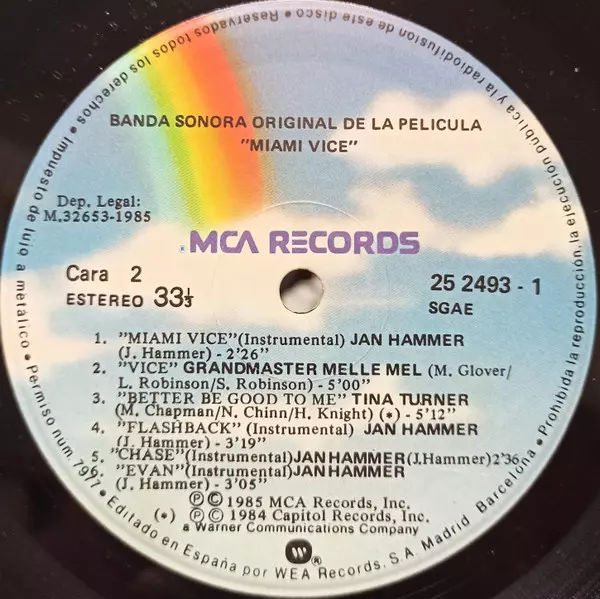 BANDA SONORA ORIGINAL DE LA PELICULA
"MIAMI VICE"
Dep. Legal:
M.32653-1985
MCA RECORDS
Cara 2
ESTEREO 33⅓
25 2493 - 1
SGAE
1. "MIAMI VICE"(Instrumental) JAN HAMMER
(J. Hammer) - 2'26"
2. "VICE" GRANDMASTER MELLE MEL (M. Glover/
L. Robinson/S. Robinson) - 5'00"
3. "BETTER BE GOOD TO ME" TINA TURNER
(M. Chapman/N. Chinn/H. Knight) (•) - 5'12"
4. "FLASHBACK" (Instrumental) JAN HAMMER
(J. Hammer) - 3'19"
5. "CHASE"(Instrumental)JAN HAMMER(J.Hammer)2'36
6. "EVAN"(Instrumental)JAN HAMMER
(J. Hammer) - 3'05"
℗ © 1985 MCA Records, Inc.
(•) ℗ © 1984 Capitol Records, Inc.
a Warner Communications Company
• Impuesto de lujo a metálico • Permiso num. 79/7 • Editado en España por WEA Records. S.A. Madrid Barcelona • Prohibida la reproducción, la ejecución pública y la radiodifusion de este disco • Reservados todos los derechos